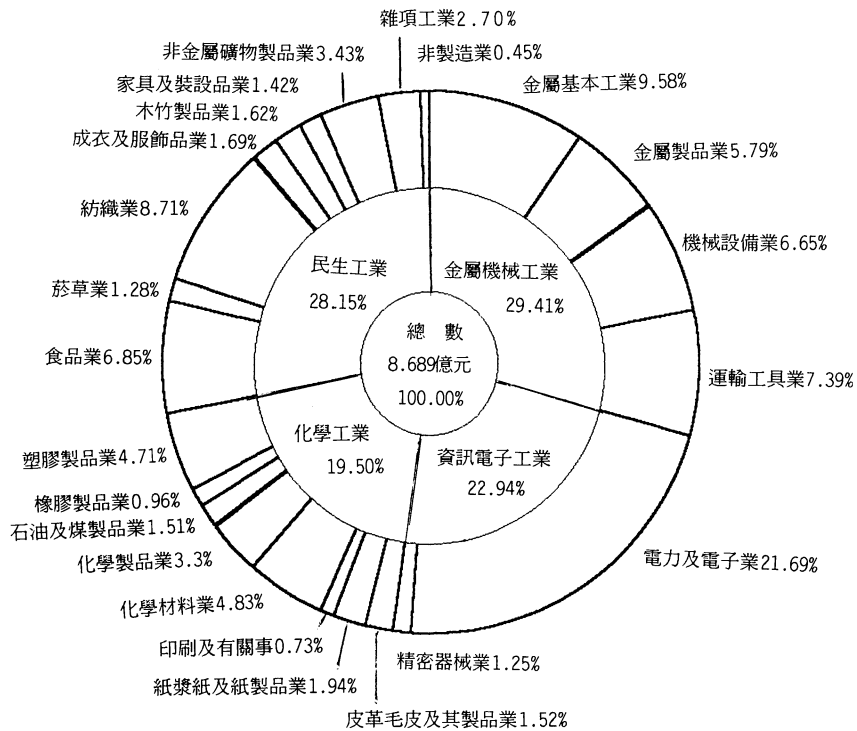 雜項工業2.70%
非金屬礦物製品業3.43%
非製造業0.45%
家具及裝設品業1.42%
金屬基本工業9.58%
木竹製品業1.62%
成衣及服飾品業1.69%
金屬製品業5.79%
紡織業8.71%
機械設備業6.65%
民生工業
28.15%
金屬機械工業
29.41%
菸草業1.28%
總 數
8.689億元
100.00%
食品業6.85%
運輸工具業7.39%
化學工業
19.50%
資訊電子工業
22.94%
塑膠製品業4.71%
橡膠製品業0.96%
石油及煤製品業1.51%
化學製品業3.3%
電力及電子業21.69%
化學材料業4.83%
印刷及有關事0.73%
精密器械業1.25%
紙漿紙及紙製品業1.94%
皮革毛皮及其製品業1.52%